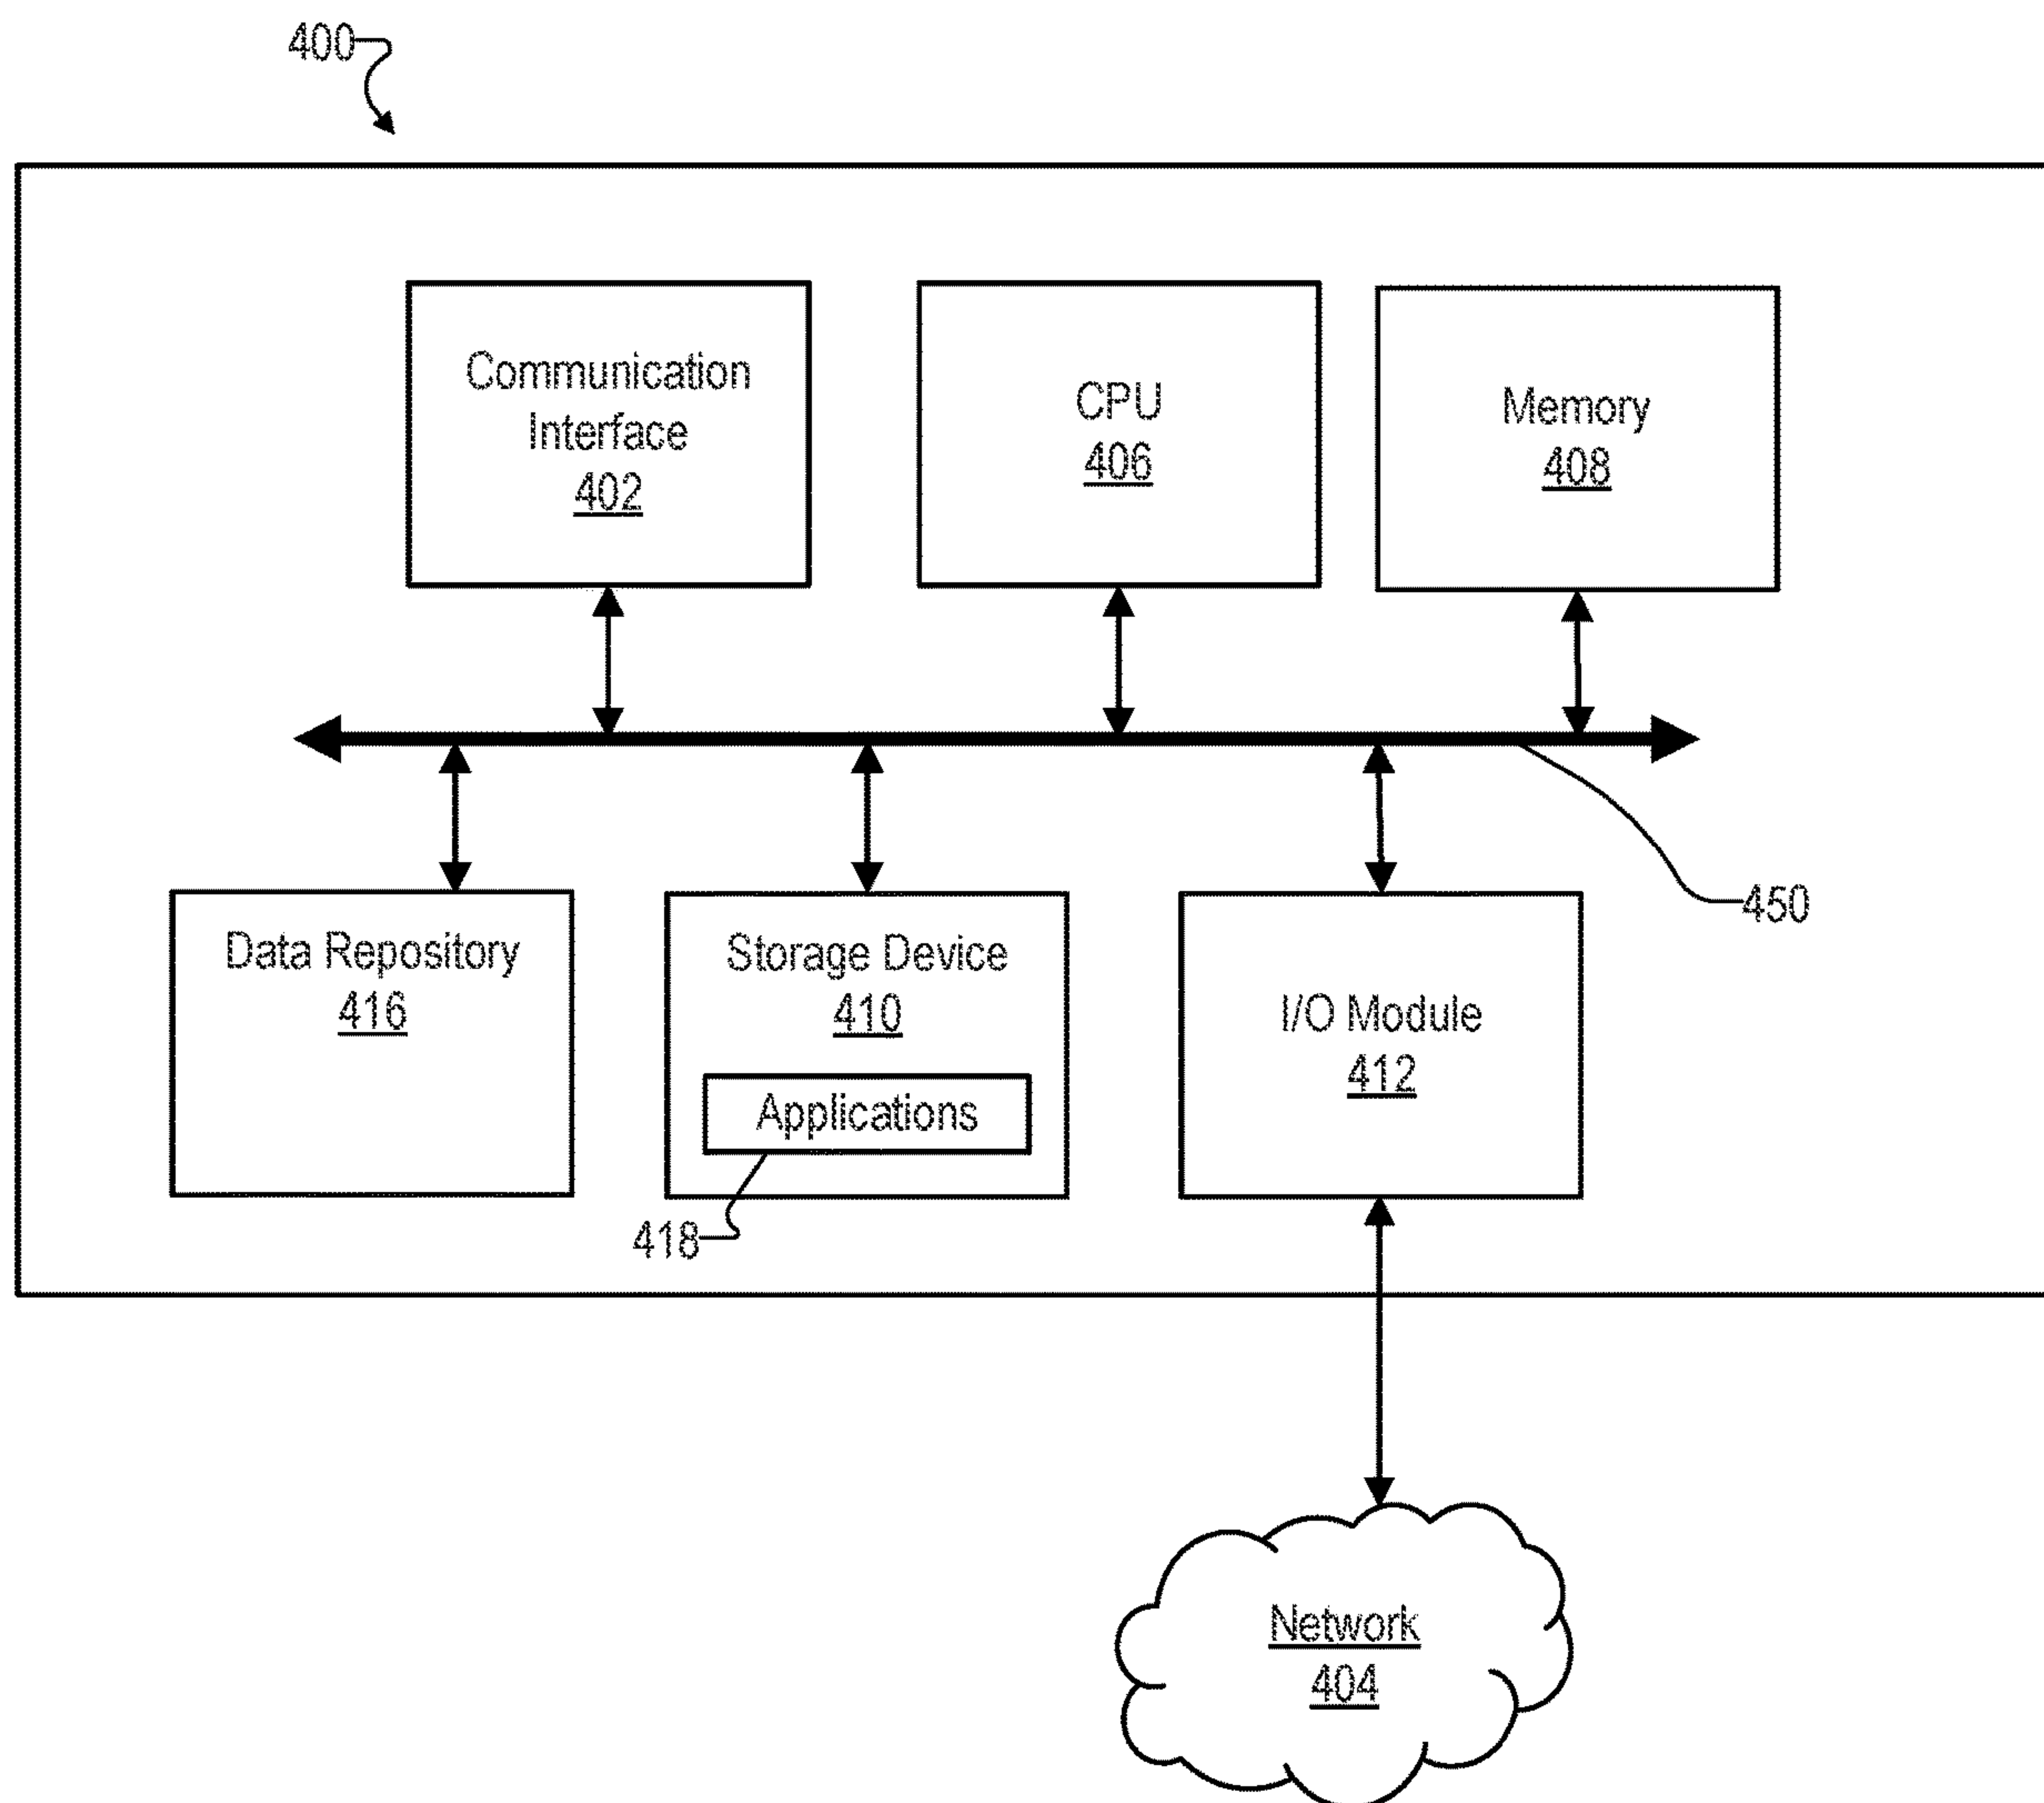 400
Communication
Interface
402
CPU
406
Memory
408
450
Data Repository
416
Storage Device
410
Applications
418
I/O Module
412
Network
404